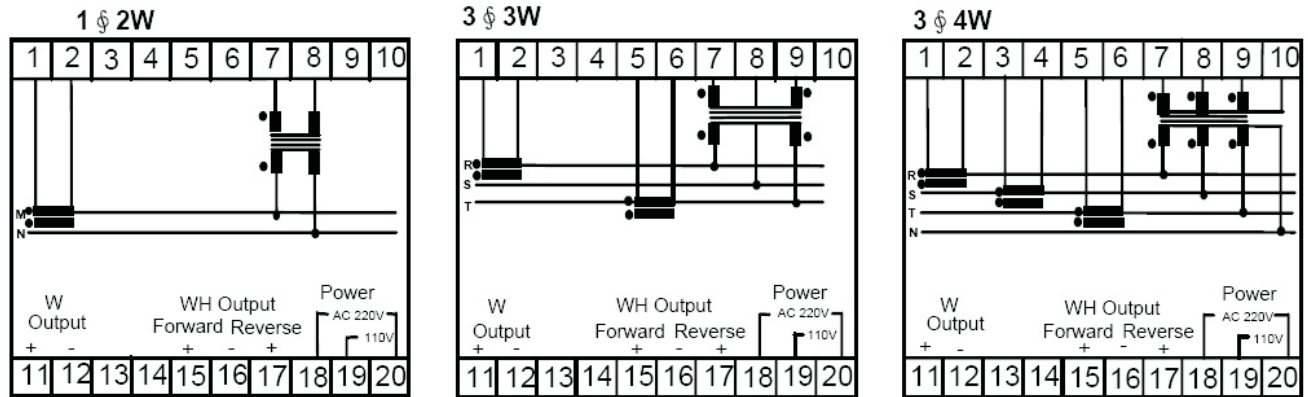 1 ∮ 2W
1 2 3 4 5 6 7 8 9 10
M
N
W
Output
WH Output
Forward Reverse
Power
AC 220V
110V
+ - + - +
11 12 13 14 15 16 17 18 19 20
3 ∮ 3W
1 2 3 4 5 6 7 8 9 10
R
S
T
W
Output
WH Output
Forward Reverse
Power
AC 220V
110V
+ - + - +
11 12 13 14 15 16 17 18 19 20
3 ∮ 4W
1 2 3 4 5 6 7 8 9 10
R
S
T
N
W
Output
WH Output
Forward Reverse
Power
AC 220V
110V
+ - + - +
11 12 13 14 15 16 17 18 19 20